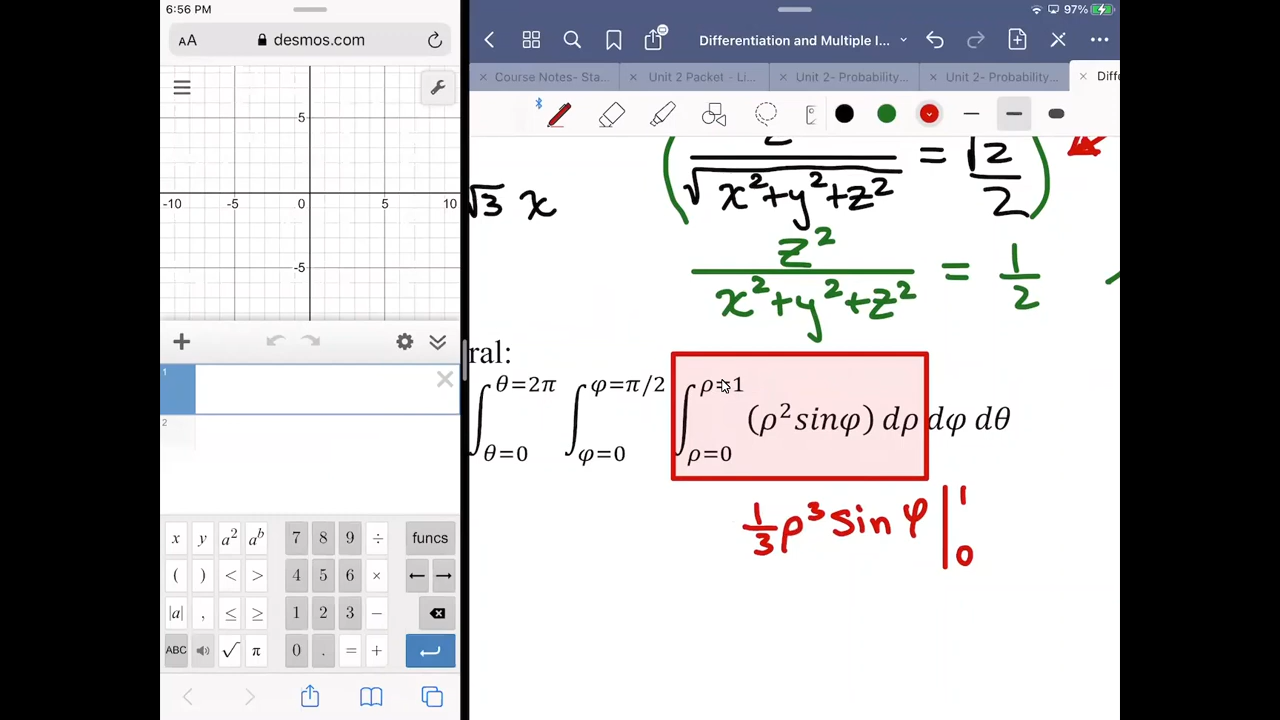 6:56 PM
97%
AA desmos.com
Differentiation and Multiple I...
Course Notes- Sta...
Unit 2 Packet - Li...
Unit 2- Probability...
Unit 2- Probability...
Diffe
5
-10 -5 0 5 10
-5
1
2
x y a² aᵇ 7 8 9 ÷ funcs
( ) < > 4 5 6 × ← →
|a| , ≤ ≥ 1 2 3 −
ABC √ π 0 . = +
√(x²+y²+z²) = √2/2
√3 x
z²/(x²+y²+z²) = 1/2
ral:
∫_{θ=0}^{θ=2π} ∫_{φ=0}^{φ=π/2} ∫_{ρ=0}^{ρ=1} (ρ²sinφ) dρ dφ dθ
1/3 ρ³ sin φ |₀¹